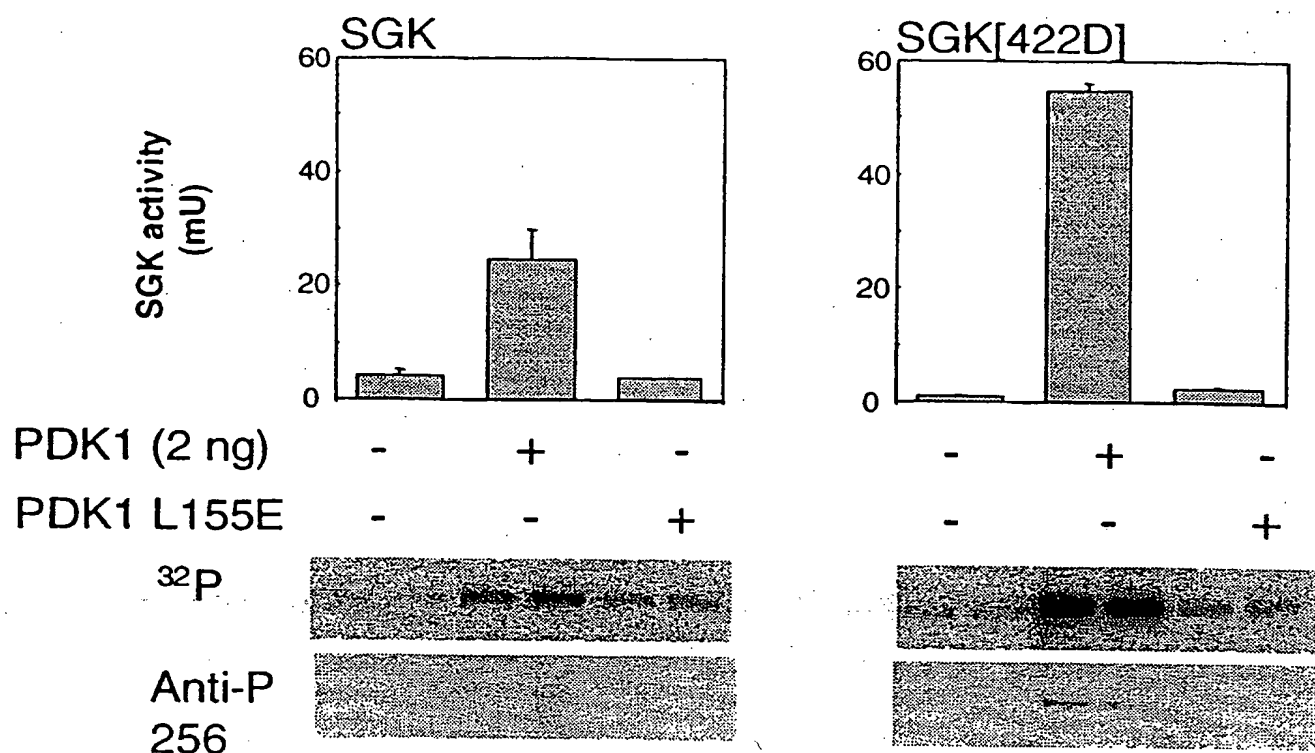 SGK
SGK[422D]
60
40
20
0
60
40
20
0
SGK activity
(mU)
PDK1 (2 ng) - + - - + -
PDK1 L155E - - + - - +
32P
Anti-P
256